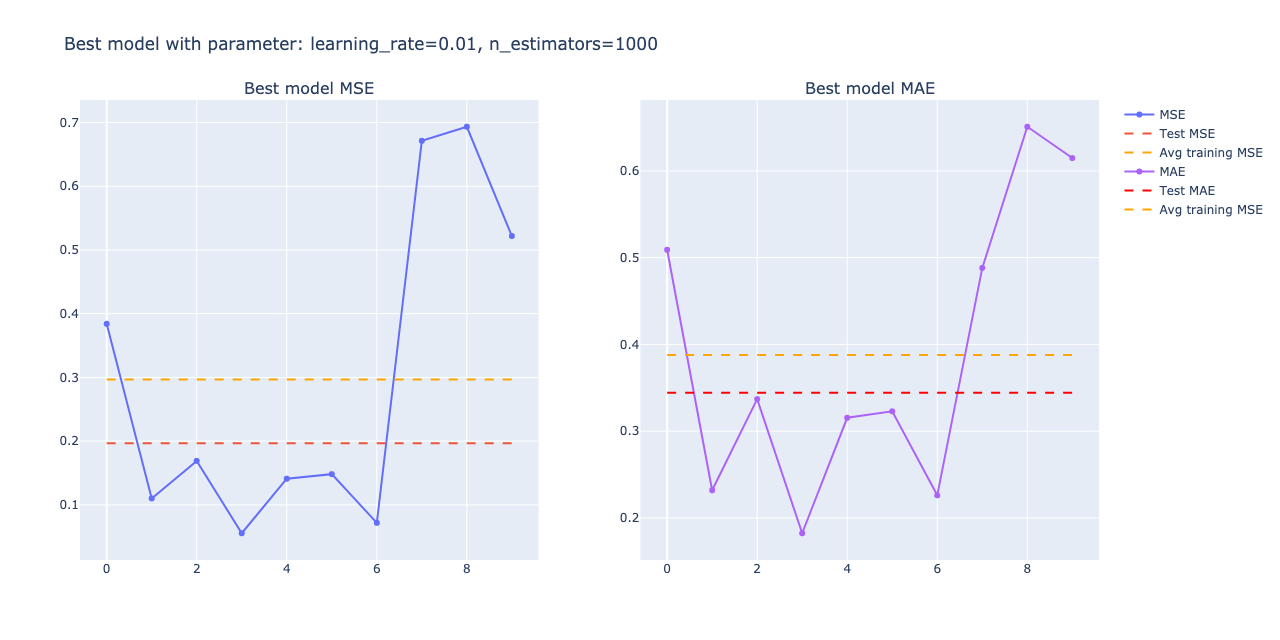 Best model with parameter: learning_rate=0.01, n_estimators=1000
Best model MSE
0.7
0.6
0.5
0.4
0.3
0.2
0.1
0 2 4 6 8
Best model MAE
0.6
0.5
0.4
0.3
0.2
0 2 4 6 8
MSE
Test MSE
Avg training MSE
MAE
Test MAE
Avg training MSE